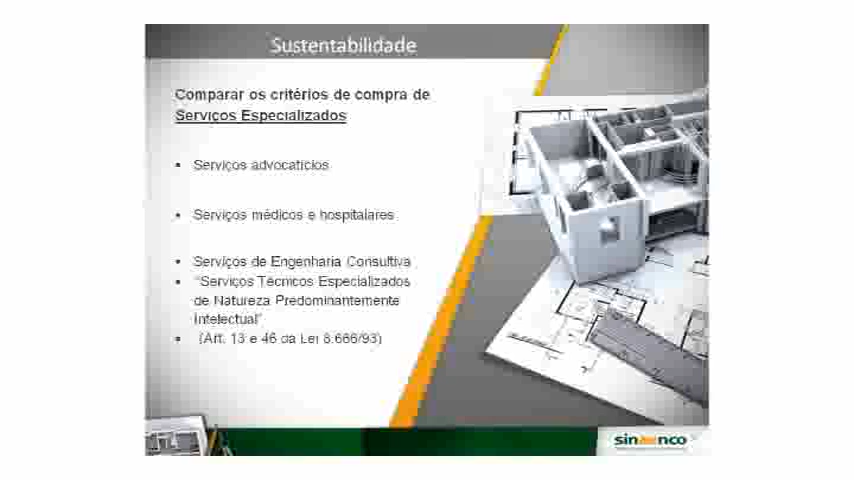 Sustentabilidade
Comparar os critérios de compra de
Serviços Especializados
• Serviços advocatícios
• Serviços médicos e hospitalares
• Serviços de Engenharia Consultiva
• "Serviços Técnicos Especializados
de Natureza Predominantemente
Intelectual"
• (Art. 13 e 46 da Lei 8.666/93)
sinaenco